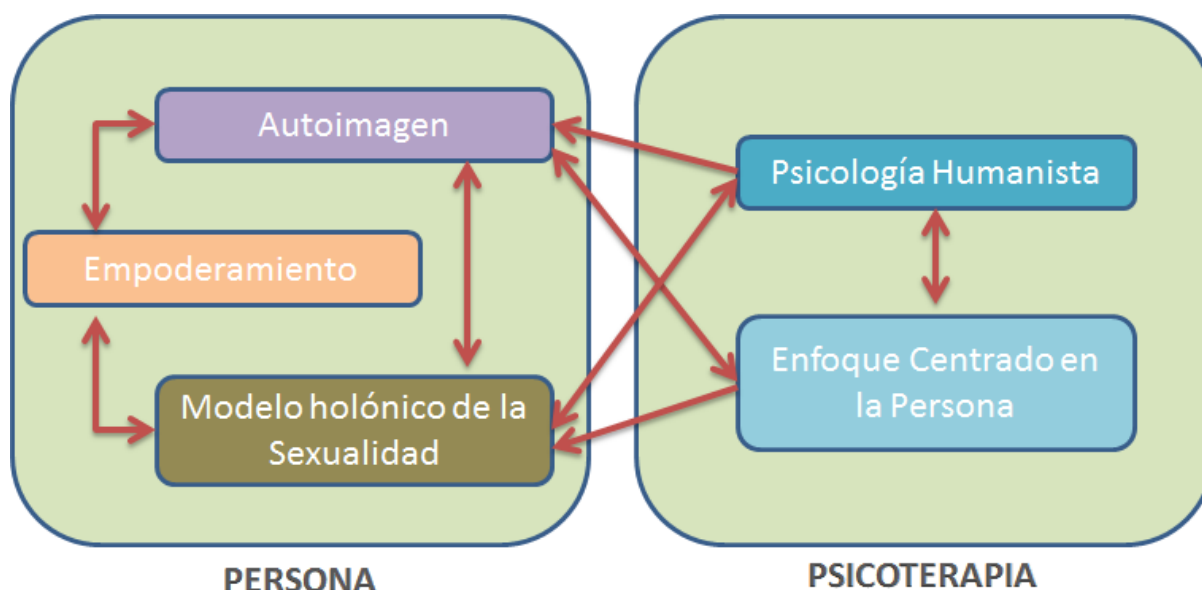 Autoimagen
Empoderamiento
Modelo holónico de la
Sexualidad
PERSONA
Psicología Humanista
Enfoque Centrado en
la Persona
PSICOTERAPIA